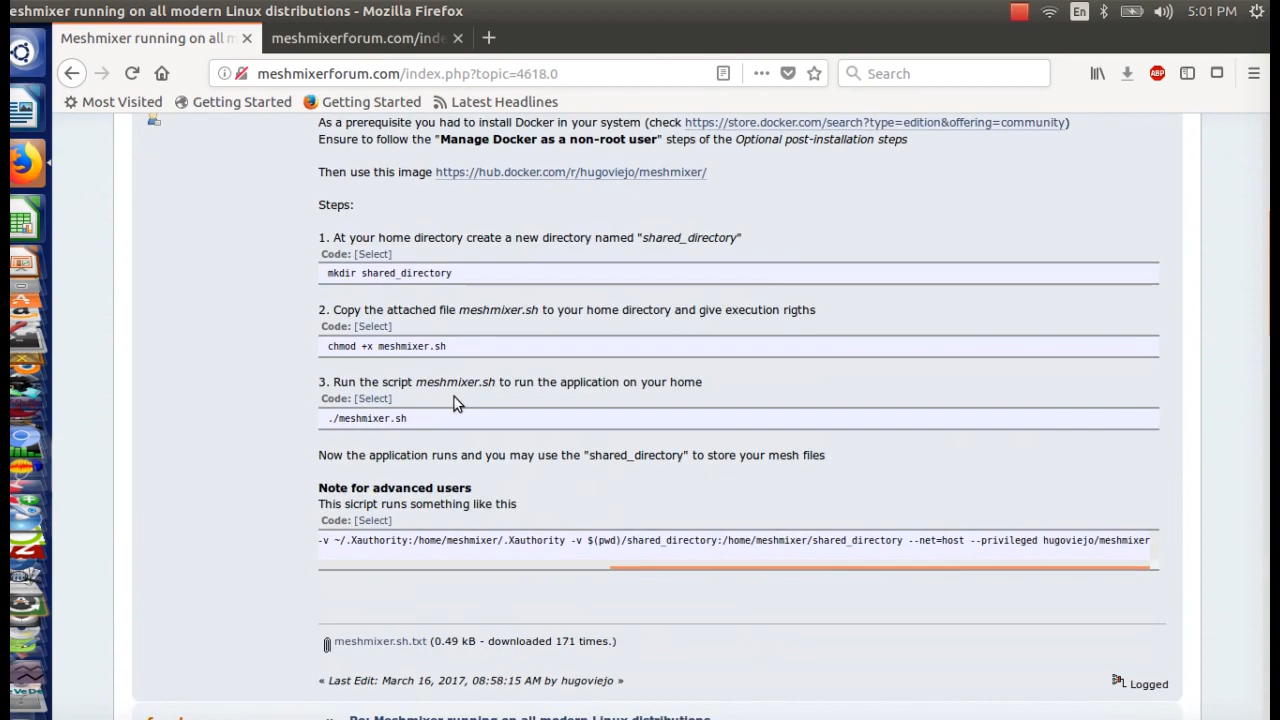 eshmixer running on all modern Linux distributions - Mozilla Firefox
En
5:01 PM
Meshmixer running on all m
meshmixerforum.com/inde
meshmixerforum.com/index.php?topic=4618.0
Search
ABP
Most Visited
Getting Started
Getting Started
Latest Headlines
As a prerequisite you had to install Docker in your system (check https://store.docker.com/search?type=edition&offering=community)
Ensure to follow the "Manage Docker as a non-root user" steps of the Optional post-installation steps
Then use this image https://hub.docker.com/r/hugoviejo/meshmixer/
Steps:
1. At your home directory create a new directory named "shared_directory"
Code: [Select]
mkdir shared_directory
2. Copy the attached file meshmixer.sh to your home directory and give execution rigths
Code: [Select]
chmod +x meshmixer.sh
3. Run the script meshmixer.sh to run the application on your home
Code: [Select]
./meshmixer.sh
Now the application runs and you may use the "shared_directory" to store your mesh files
Note for advanced users
This sicript runs something like this
Code: [Select]
-v ~/.Xauthority:/home/meshmixer/.Xauthority -v $(pwd)/shared_directory:/home/meshmixer/shared_directory --net=host --privileged hugoviejo/meshmixer
meshmixer.sh.txt (0.49 kB - downloaded 171 times.)
« Last Edit: March 16, 2017, 08:58:15 AM by hugoviejo »
Logged
Re: Meshmixer running on all modern Linux distributions